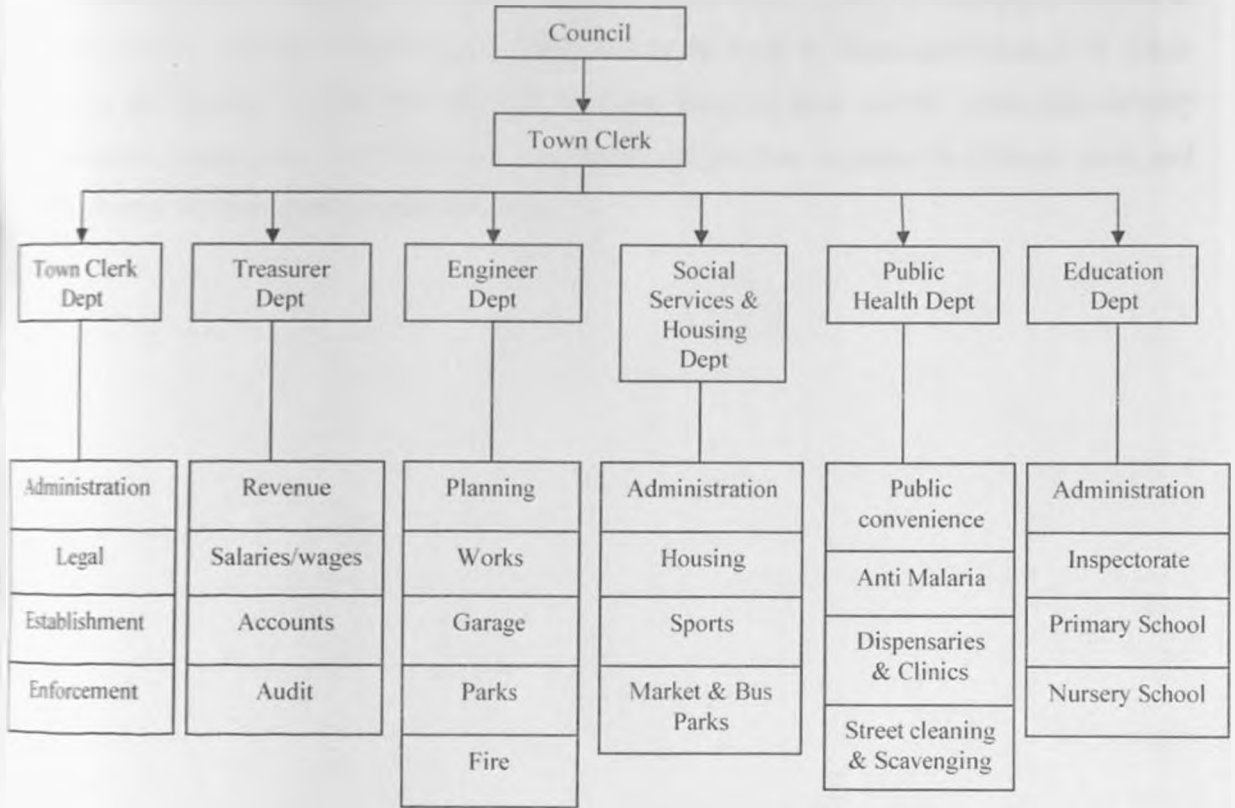 Council
Town Clerk
Town Clerk
Dept
Treasurer
Dept
Engineer
Dept
Social
Services &
Housing
Dept
Public
Health Dept
Education
Dept
Administration
Legal
Establishment
Enforcement
Revenue
Salaries/wages
Accounts
Audit
Planning
Works
Garage
Parks
Fire
Administration
Housing
Sports
Market & Bus
Parks
Public
convenience
Anti Malaria
Dispensaries
& Clinics
Street cleaning
& Scavenging
Administration
Inspectorate
Primary School
Nursery School